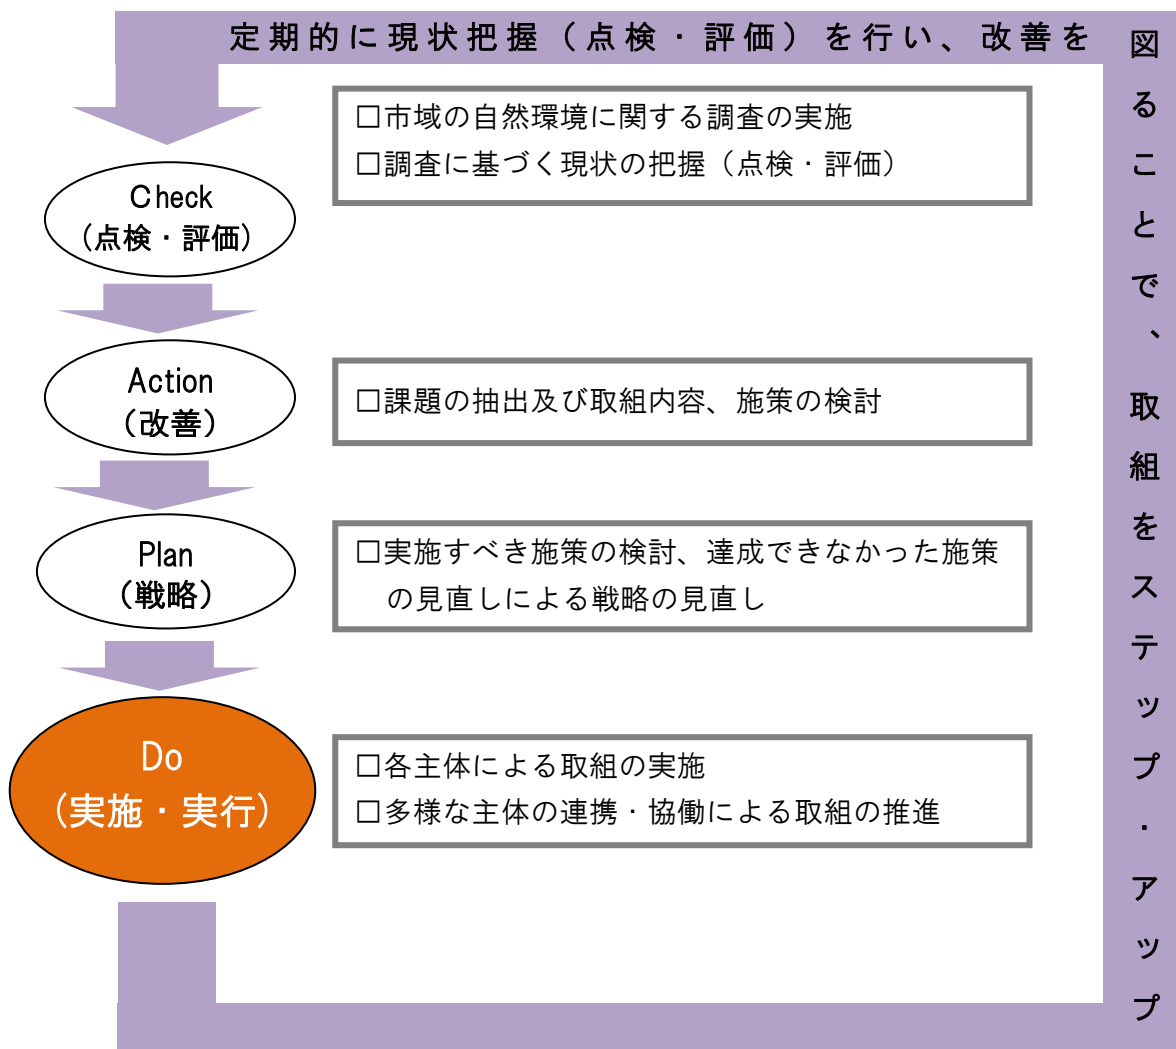 定期的に現状把握（点検・評価）を行い、改善を
図ることで、取組をステップ・アップ
□市域の自然環境に関する調査の実施
□調査に基づく現状の把握（点検・評価）
Check
（点検・評価）
Action
（改善）
□課題の抽出及び取組内容、施策の検討
Plan
（戦略）
□実施すべき施策の検討、達成できなかった施策
の見直しによる戦略の見直し
Do
（実施・実行）
□各主体による取組の実施
□多様な主体の連携・協働による取組の推進